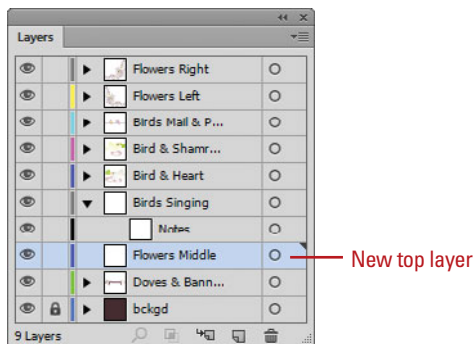 Layers
Flowers Right
Flowers Left
Birds Mail & P...
Bird & Shamr...
Bird & Heart
Birds Singing
Notes
Flowers Middle
New top layer
Doves & Bann...
bckgd
9 Layers